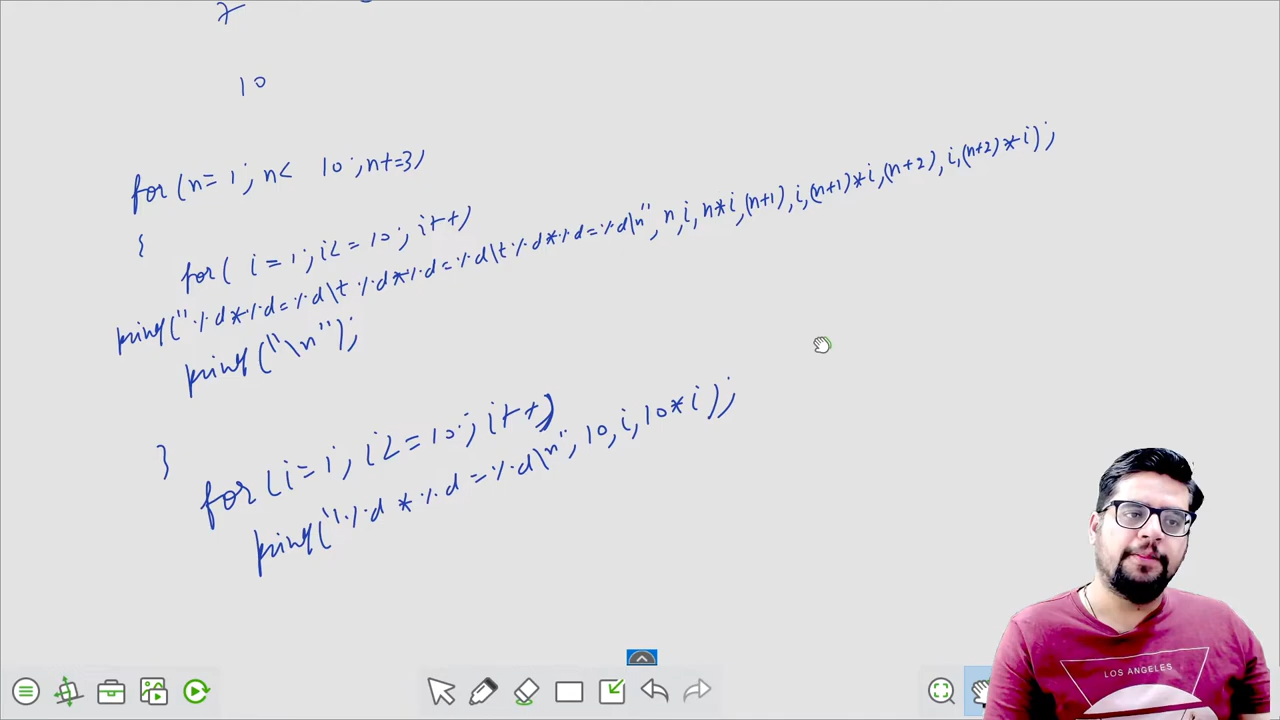 7
10
for(n=1;n< 10;n+=3)
{
for( i=1;i<=10;i++)
printf("%d*%d=%d\t%d*%d=%d\t%d*%d=%d\n",n,i,n*i,(n+1),i,(n+1)*i,(n+2),i,(n+2)*i);
printf("\n");
}
for(i=1;i<=10;i++)
printf("%d*%d=%d\n",10,i,10*i);
LOS ANGELES